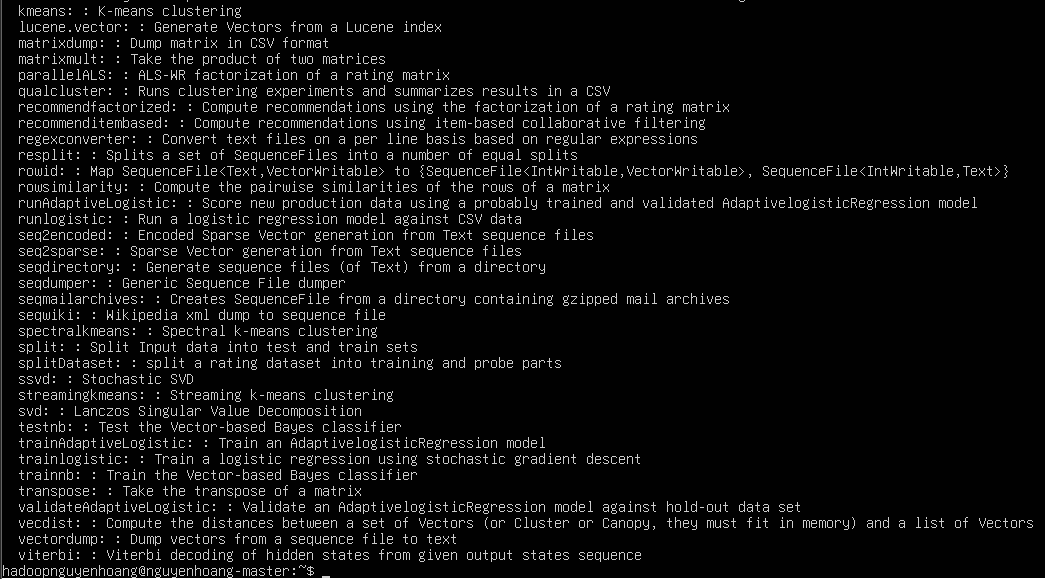 kmeans: : K-means clustering
lucene.vector: : Generate Vectors from a Lucene index
matrixdump: : Dump matrix in CSV format
matrixmult: : Take the product of two matrices
parallelALS: : ALS-WR factorization of a rating matrix
qualcluster: : Runs clustering experiments and summarizes results in a CSV
recommendfactorized: : Compute recommendations using the factorization of a rating matrix
recommenditembased: : Compute recommendations using item-based collaborative filtering
regexconverter: : Convert text files on a per line basis based on regular expressions
resplit: : Splits a set of SequenceFiles into a number of equal splits
rowid: : Map SequenceFile<Text,VectorWritable> to {SequenceFile<IntWritable,VectorWritable>, SequenceFile<IntWritable,Text>}
rowsimilarity: : Compute the pairwise similarities of the rows of a matrix
runAdaptiveLogistic: : Score new production data using a probably trained and validated AdaptivelogisticRegression model
runlogistic: : Run a logistic regression model against CSV data
seq2encoded: : Encoded Sparse Vector generation from Text sequence files
seq2sparse: : Sparse Vector generation from Text sequence files
seqdirectory: : Generate sequence files (of Text) from a directory
seqdumper: : Generic Sequence File dumper
seqmailarchives: : Creates SequenceFile from a directory containing gzipped mail archives
seqwiki: : Wikipedia xml dump to sequence file
spectralkmeans: : Spectral k-means clustering
split: : Split Input data into test and train sets
splitDataset: : split a rating dataset into training and probe parts
ssvd: : Stochastic SVD
streamingkmeans: : Streaming k-means clustering
svd: : Lanczos Singular Value Decomposition
testnb: : Test the Vector-based Bayes classifier
trainAdaptiveLogistic: : Train an AdaptivelogisticRegression model
trainlogistic: : Train a logistic regression using stochastic gradient descent
trainnb: : Train the Vector-based Bayes classifier
transpose: : Take the transpose of a matrix
validateAdaptiveLogistic: : Validate an AdaptivelogisticRegression model against hold-out data set
vecdist: : Compute the distances between a set of Vectors (or Cluster or Canopy, they must fit in memory) and a list of Vectors
vectordump: : Dump vectors from a sequence file to text
viterbi: : Viterbi decoding of hidden states from given output states sequence
hadoopnguyenhoang@nguyenhoang-master:~$ _